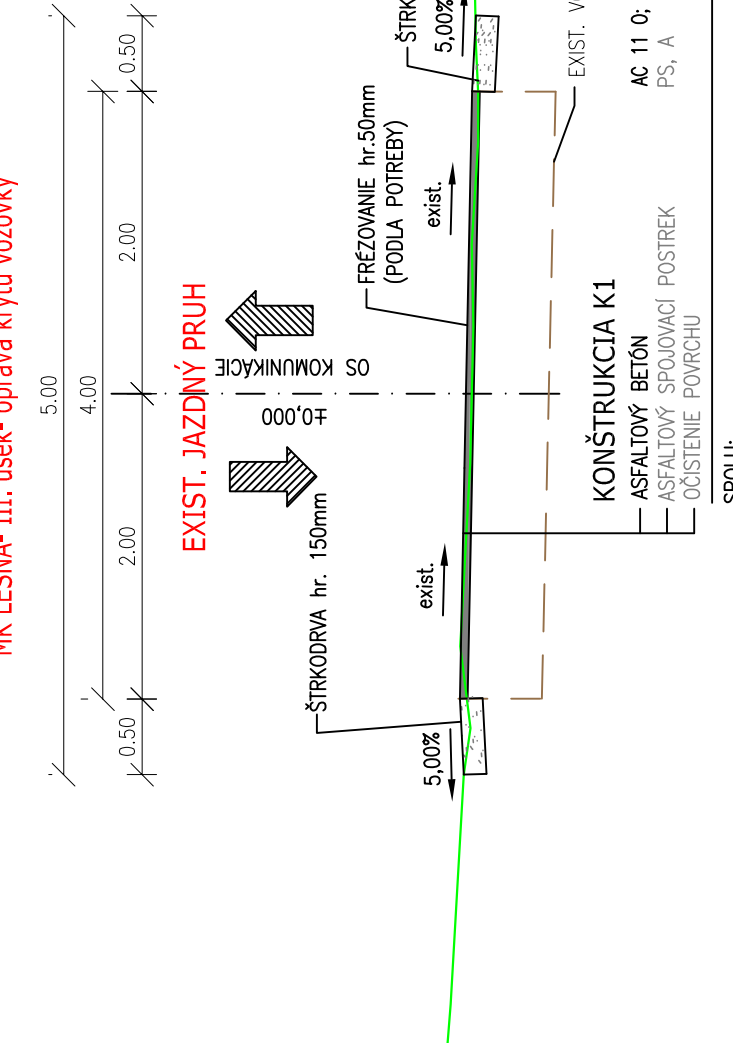 MK LESNÁ- III. úsek- oprava krytu vozovky
5.00
4.00
0.50
2.00
2.00
0.50
EXIST. JAZDNÝ PRUH
OS KOMUNIKÁCIE
±0,000
ŠTRKODRVA hr. 150mm
FRÉZOVANIE hr.50mm
(PODLA POTREBY)
ŠTRK
5,00%
exist.
exist.
5,00%
EXIST. V
KONŠTRUKCIA K1
ASFALTOVÝ BETÓN
AC 11 O;
ASFALTOVÝ SPOJOVACÍ POSTREK
PS, A
OČISTENIE POVRCHU
SPOLU: